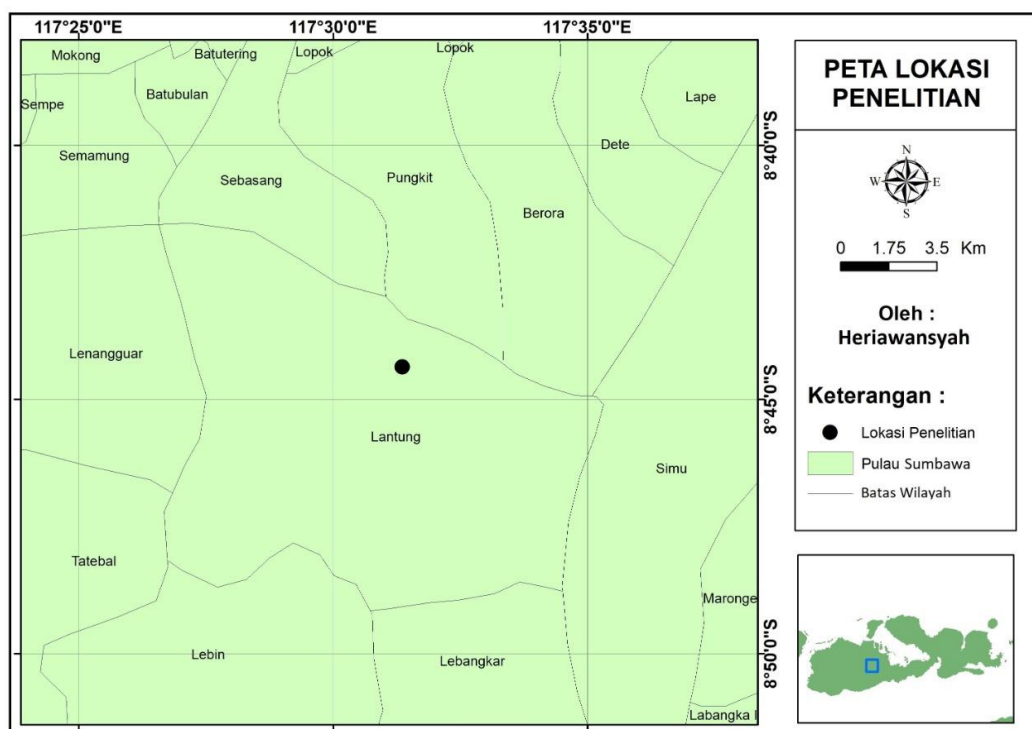 117°25'0"E
117°30'0"E
117°35'0"E
Mokong
Batutering
Lopok
Lopok
Sempe
Batubulan
Lape
8°40'0"S
Semamung
Sebasang
Pungkit
Dete
Berora
Lenangguar
8°45'0"S
Lantung
Simu
Tatebal
Maronge
Lebin
Lebangkar
8°50'0"S
Labangka I
PETA LOKASI
PENELITIAN
N
W
E
S
0 1.75 3.5 Km
Oleh :
Heriawansyah
Keterangan :
Lokasi Penelitian
Pulau Sumbawa
Batas Wilayah